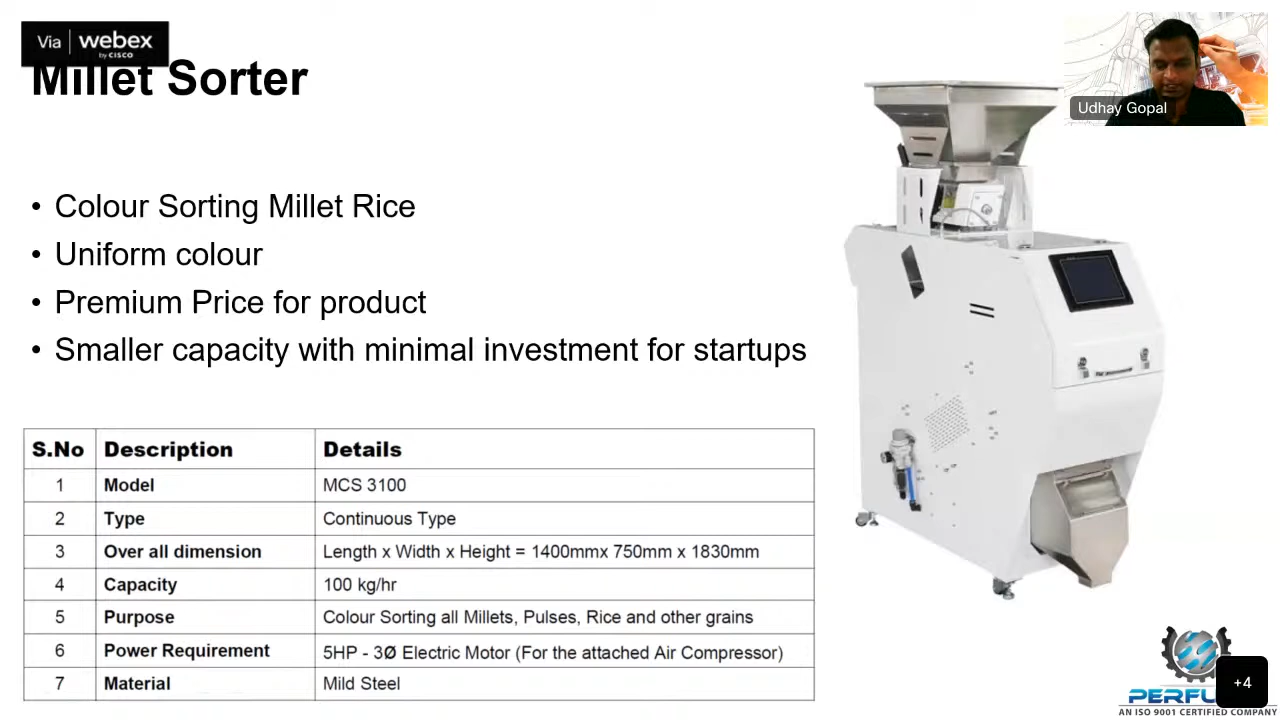 Via webex
by CISCO
Millet Sorter
Udhay Gopal
• Colour Sorting Millet Rice
• Uniform colour
• Premium Price for product
• Smaller capacity with minimal investment for startups
S.No Description Details
1 Model MCS 3100
2 Type Continuous Type
3 Over all dimension Length x Width x Height = 1400mmx 750mm x 1830mm
4 Capacity 100 kg/hr
5 Purpose Colour Sorting all Millets, Pulses, Rice and other grains
6 Power Requirement 5HP - 3Ø Electric Motor (For the attached Air Compressor)
7 Material Mild Steel
+4
AN ISO 9001 CERTIFIED COMPANY